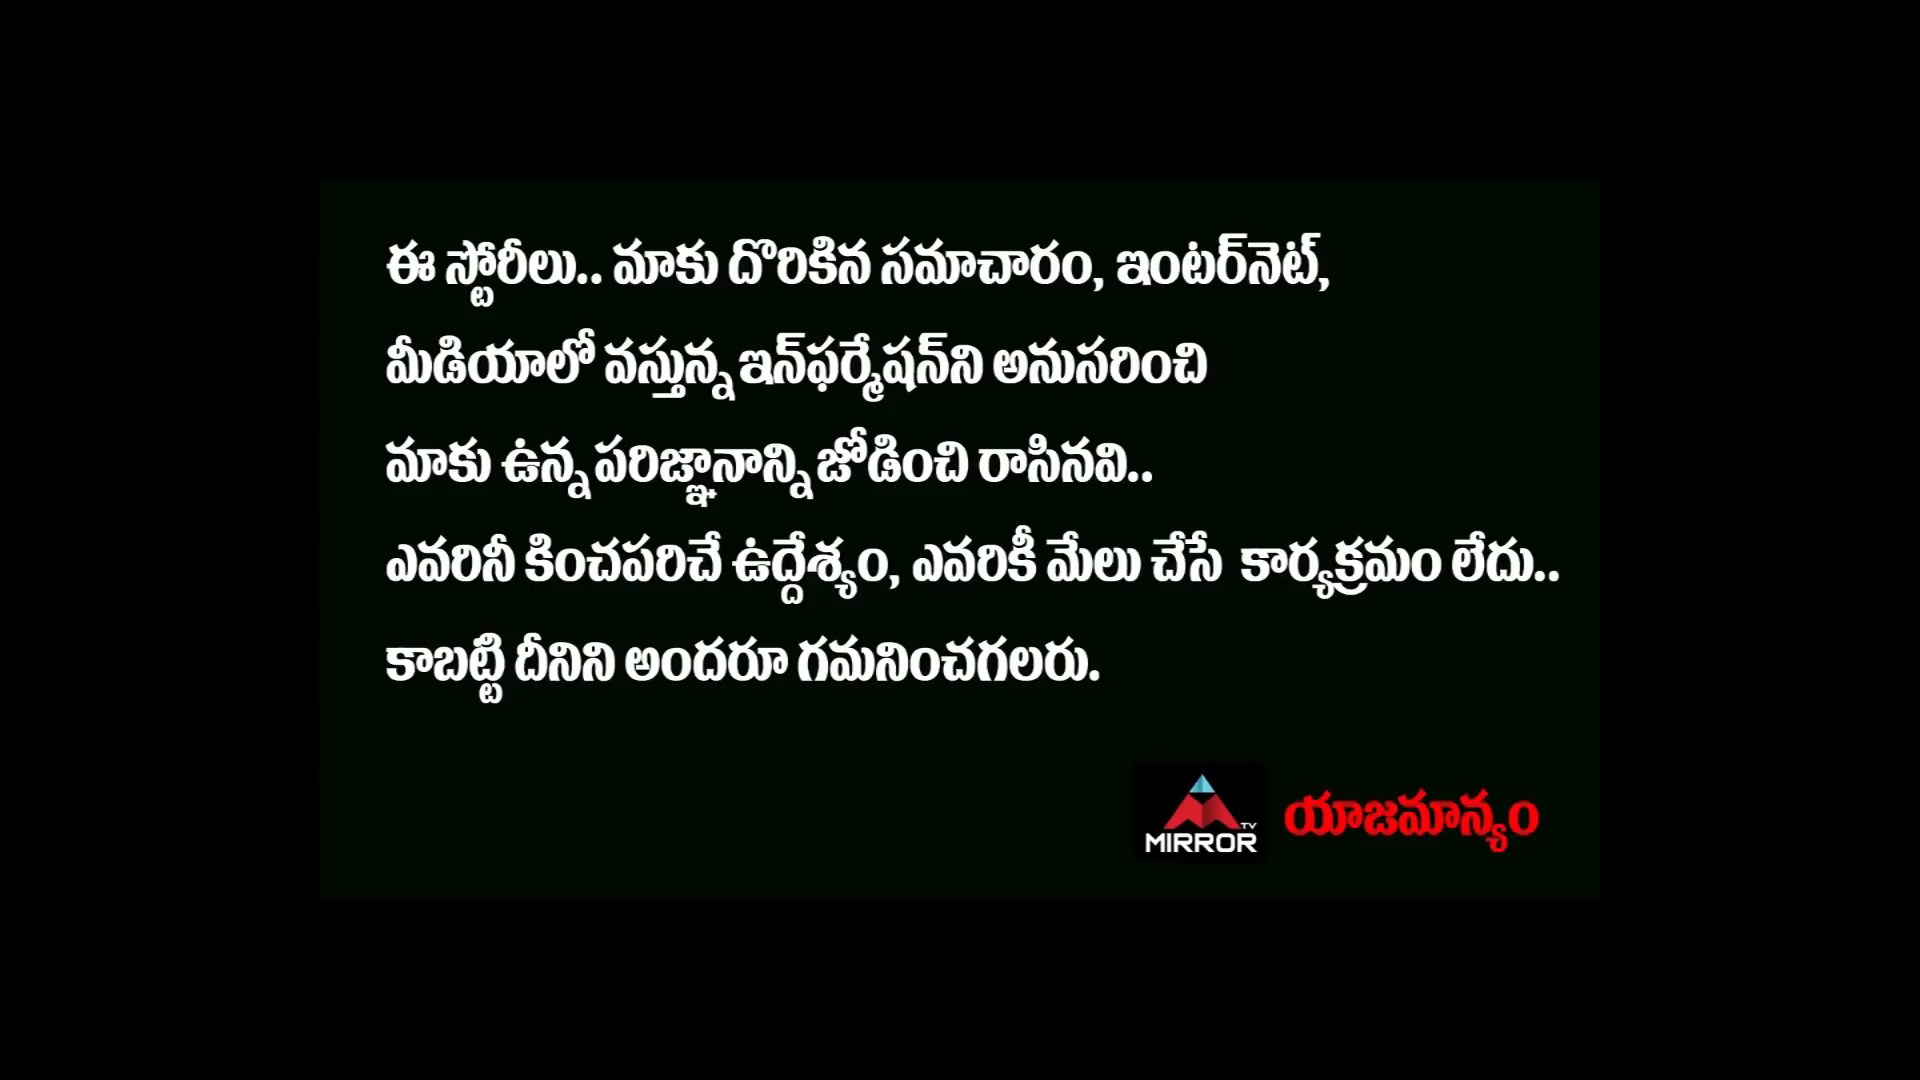 ఈ స్టోరీలు.. మాకు దొరికిన సమాచారం, ఇంటర్‌నెట్,
మీడియాలో వస్తున్న ఇన్‌ఫర్మేషన్‌ని అనుసరించి
మాకు ఉన్న పరిజ్ఞానాన్ని జోడించి రాసినవి..
ఎవరినీ కించపరిచే ఉద్దేశ్యం, ఎవరికీ మేలు చేసే కార్యక్రమం లేదు..
కాబట్టి దీనిని అందరూ గమనించగలరు.
TV
MIRROR
యాజమాన్యం